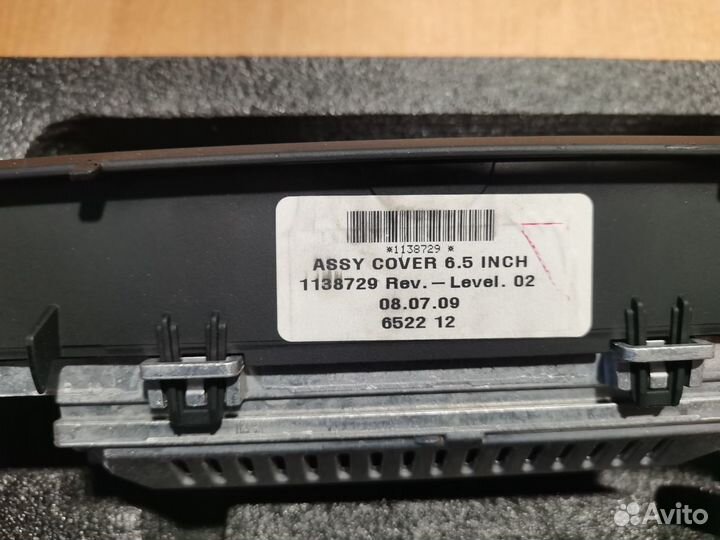 *1138729 *
ASSY COVER 6.5 INCH
1138729 Rev. – Level. 02
08.07.09
6522 12
Avito